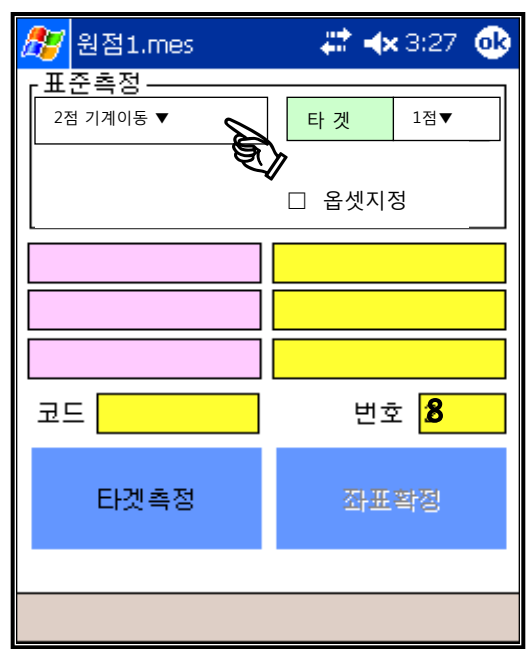 원점1.mes 3:27 ok
표준측정
2점 기계이동 ▼ 타 겟 1점▼
□ 옵셋지정
코드 번호 8
타겟측정 좌표확정